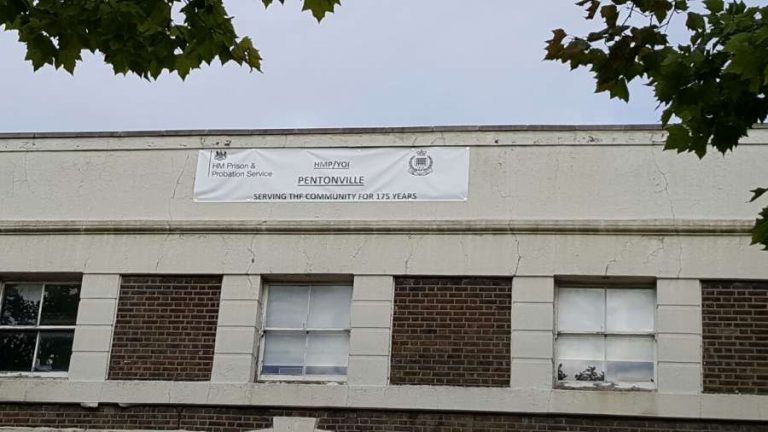 HM Prison &
Probation Service
HMP/YOI
PENTONVILLE
SERVING THE COMMUNITY FOR 175 YEARS